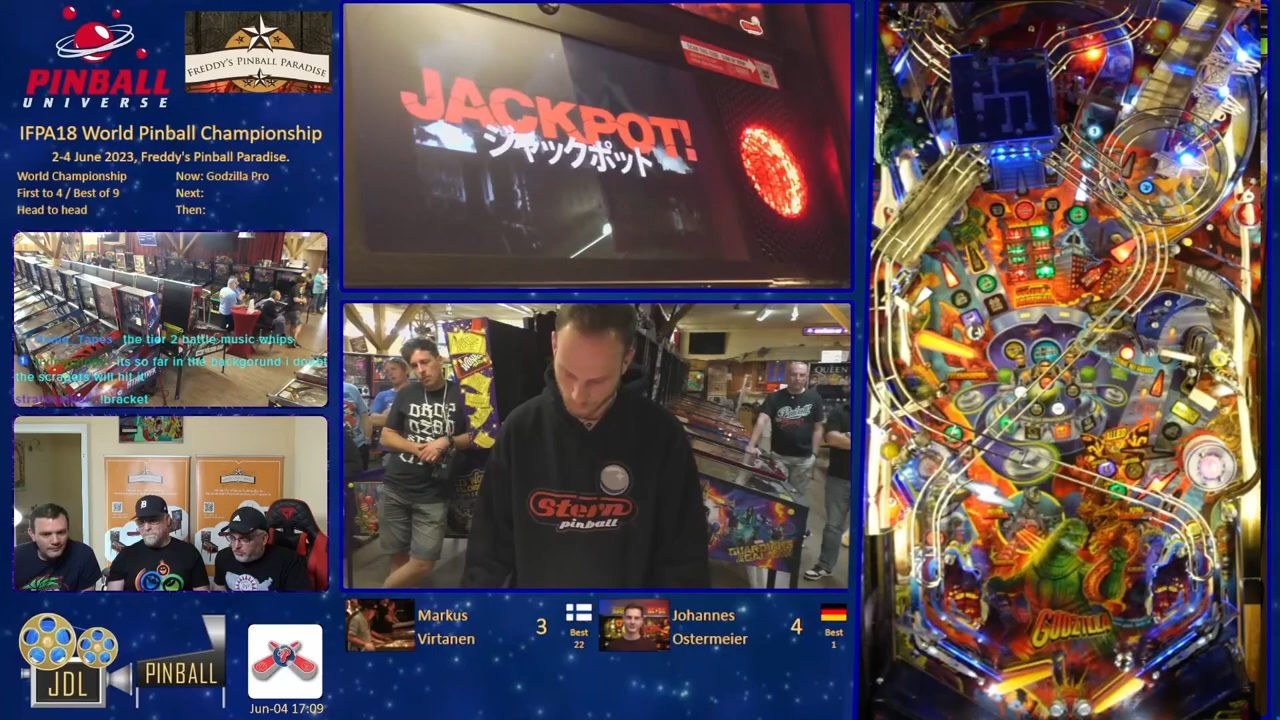 PINBALL
UNIVERSE
FREDDY'S PINBALL PARADISE
IFPA18 World Pinball Championship
2-4 June 2023, Freddy's Pinball Paradise.
World Championship
Now: Godzilla Pro
First to 4 / Best of 9
Next:
Head to head
Then:
JACKPOT!
ジャックポット
the tier 2 battle music whips
its so far in the backgorund i doubt
the scrapers will hit it
!bracket
Stern
pinball
GUARDIANS
GALAXY
QUEEN
GODZILLA
Markus
Virtanen
3
Best
22
Johannes
Ostermeier
4
Best
1
JDL
PINBALL
Jun-04 17:09